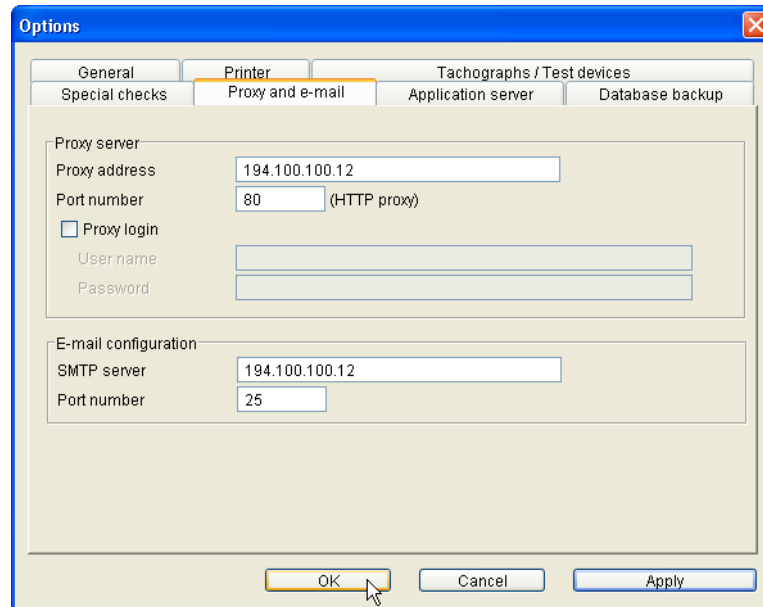 Options
General Printer Tachographs / Test devices
Special checks Proxy and e-mail Application server Database backup
Proxy server
Proxy address 194.100.100.12
Port number 80 (HTTP proxy)
Proxy login
User name
Password
E-mail configuration
SMTP server 194.100.100.12
Port number 25
OK Cancel Apply